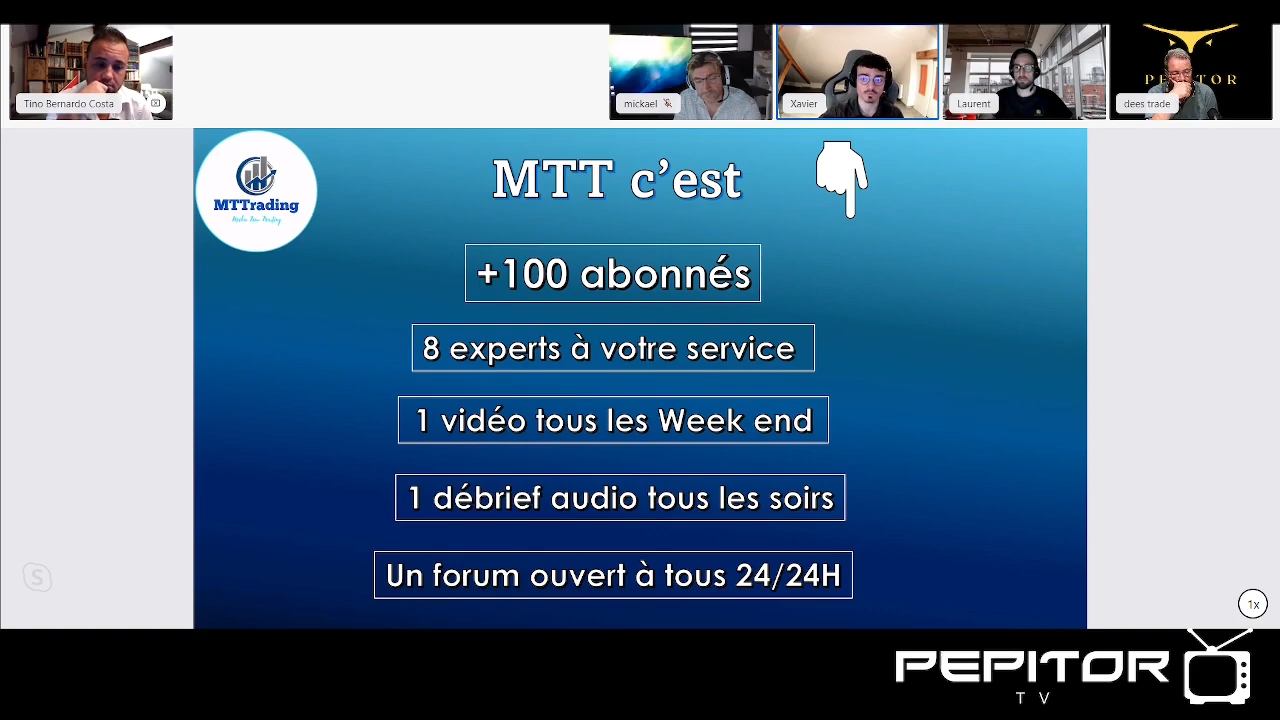 Tino Bernardo Costa
mickael
Xavier
Laurent
dees trade
PEPITOR
MTTrading
MTT c’est
+100 abonnés
8 experts à votre service
1 vidéo tous les Week end
1 débrief audio tous les soirs
Un forum ouvert à tous 24/24H
S
1x
PEPITOR
TV